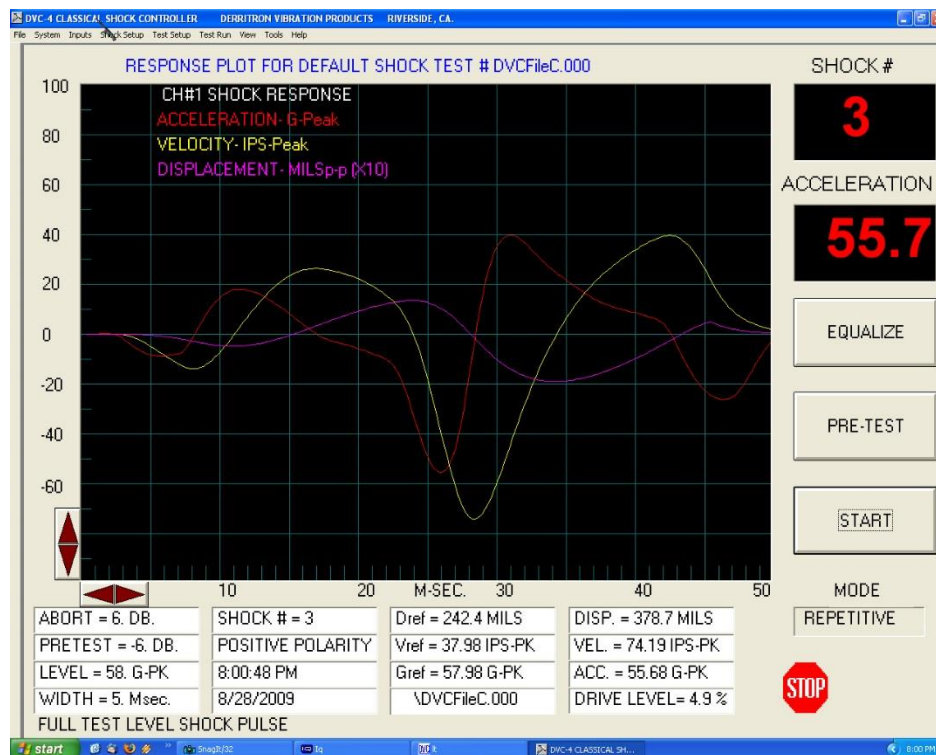 DVC-4 CLASSICAL SHOCK CONTROLLER DERRITRON VIBRATION PRODUCTS RIVERSIDE, CA.
File System Inputs Shock Setup Test Setup Test Run View Tools Help
RESPONSE PLOT FOR DEFAULT SHOCK TEST # DVCFileC.000
SHOCK #
3
ACCELERATION
55.7
CH#1 SHOCK RESPONSE
ACCELERATION- G-Peak
VELOCITY- IPS-Peak
DISPLACEMENT- MILSp-p (X10)
100
80
60
40
20
0
-20
-40
-60
EQUALIZE
PRE-TEST
START
10 20 M-SEC. 30 40 50
MODE
REPETITIVE
ABORT = 6. DB. SHOCK # = 3 Dref = 242.4 MILS DISP. = 378.7 MILS
PRETEST = -6. DB. POSITIVE POLARITY Vref = 37.98 IPS-PK VEL. = 74.19 IPS-PK
LEVEL = 58. G-PK 8:00:48 PM Gref = 57.98 G-PK ACC. = 55.68 G-PK
WIDTH = 5. Msec. 8/28/2009 \DVCFileC.000 DRIVE LEVEL= 4.9 %
STOP
FULL TEST LEVEL SHOCK PULSE
start SnagIt/32 DVC-4 CLASSICAL SH... 8:00 PM